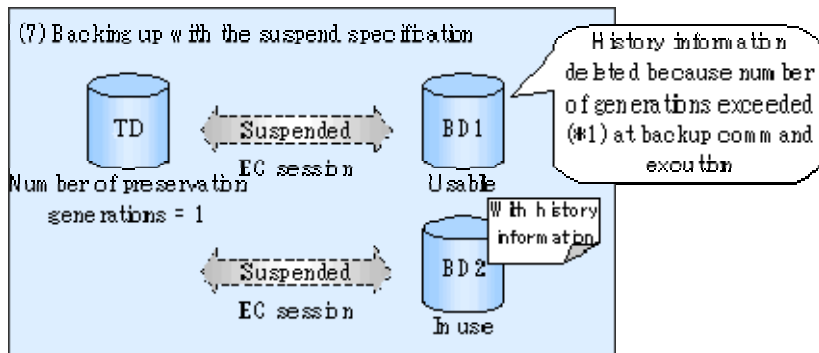 (7) Backing up with the suspend specification
History information
deleted because number
of generations exceeded
(*1) at backup command
excution
TD
Suspended
BD1
EC session
Number of preservation
generations = 1
Usable
With history
information
Suspended
BD2
EC session
In use